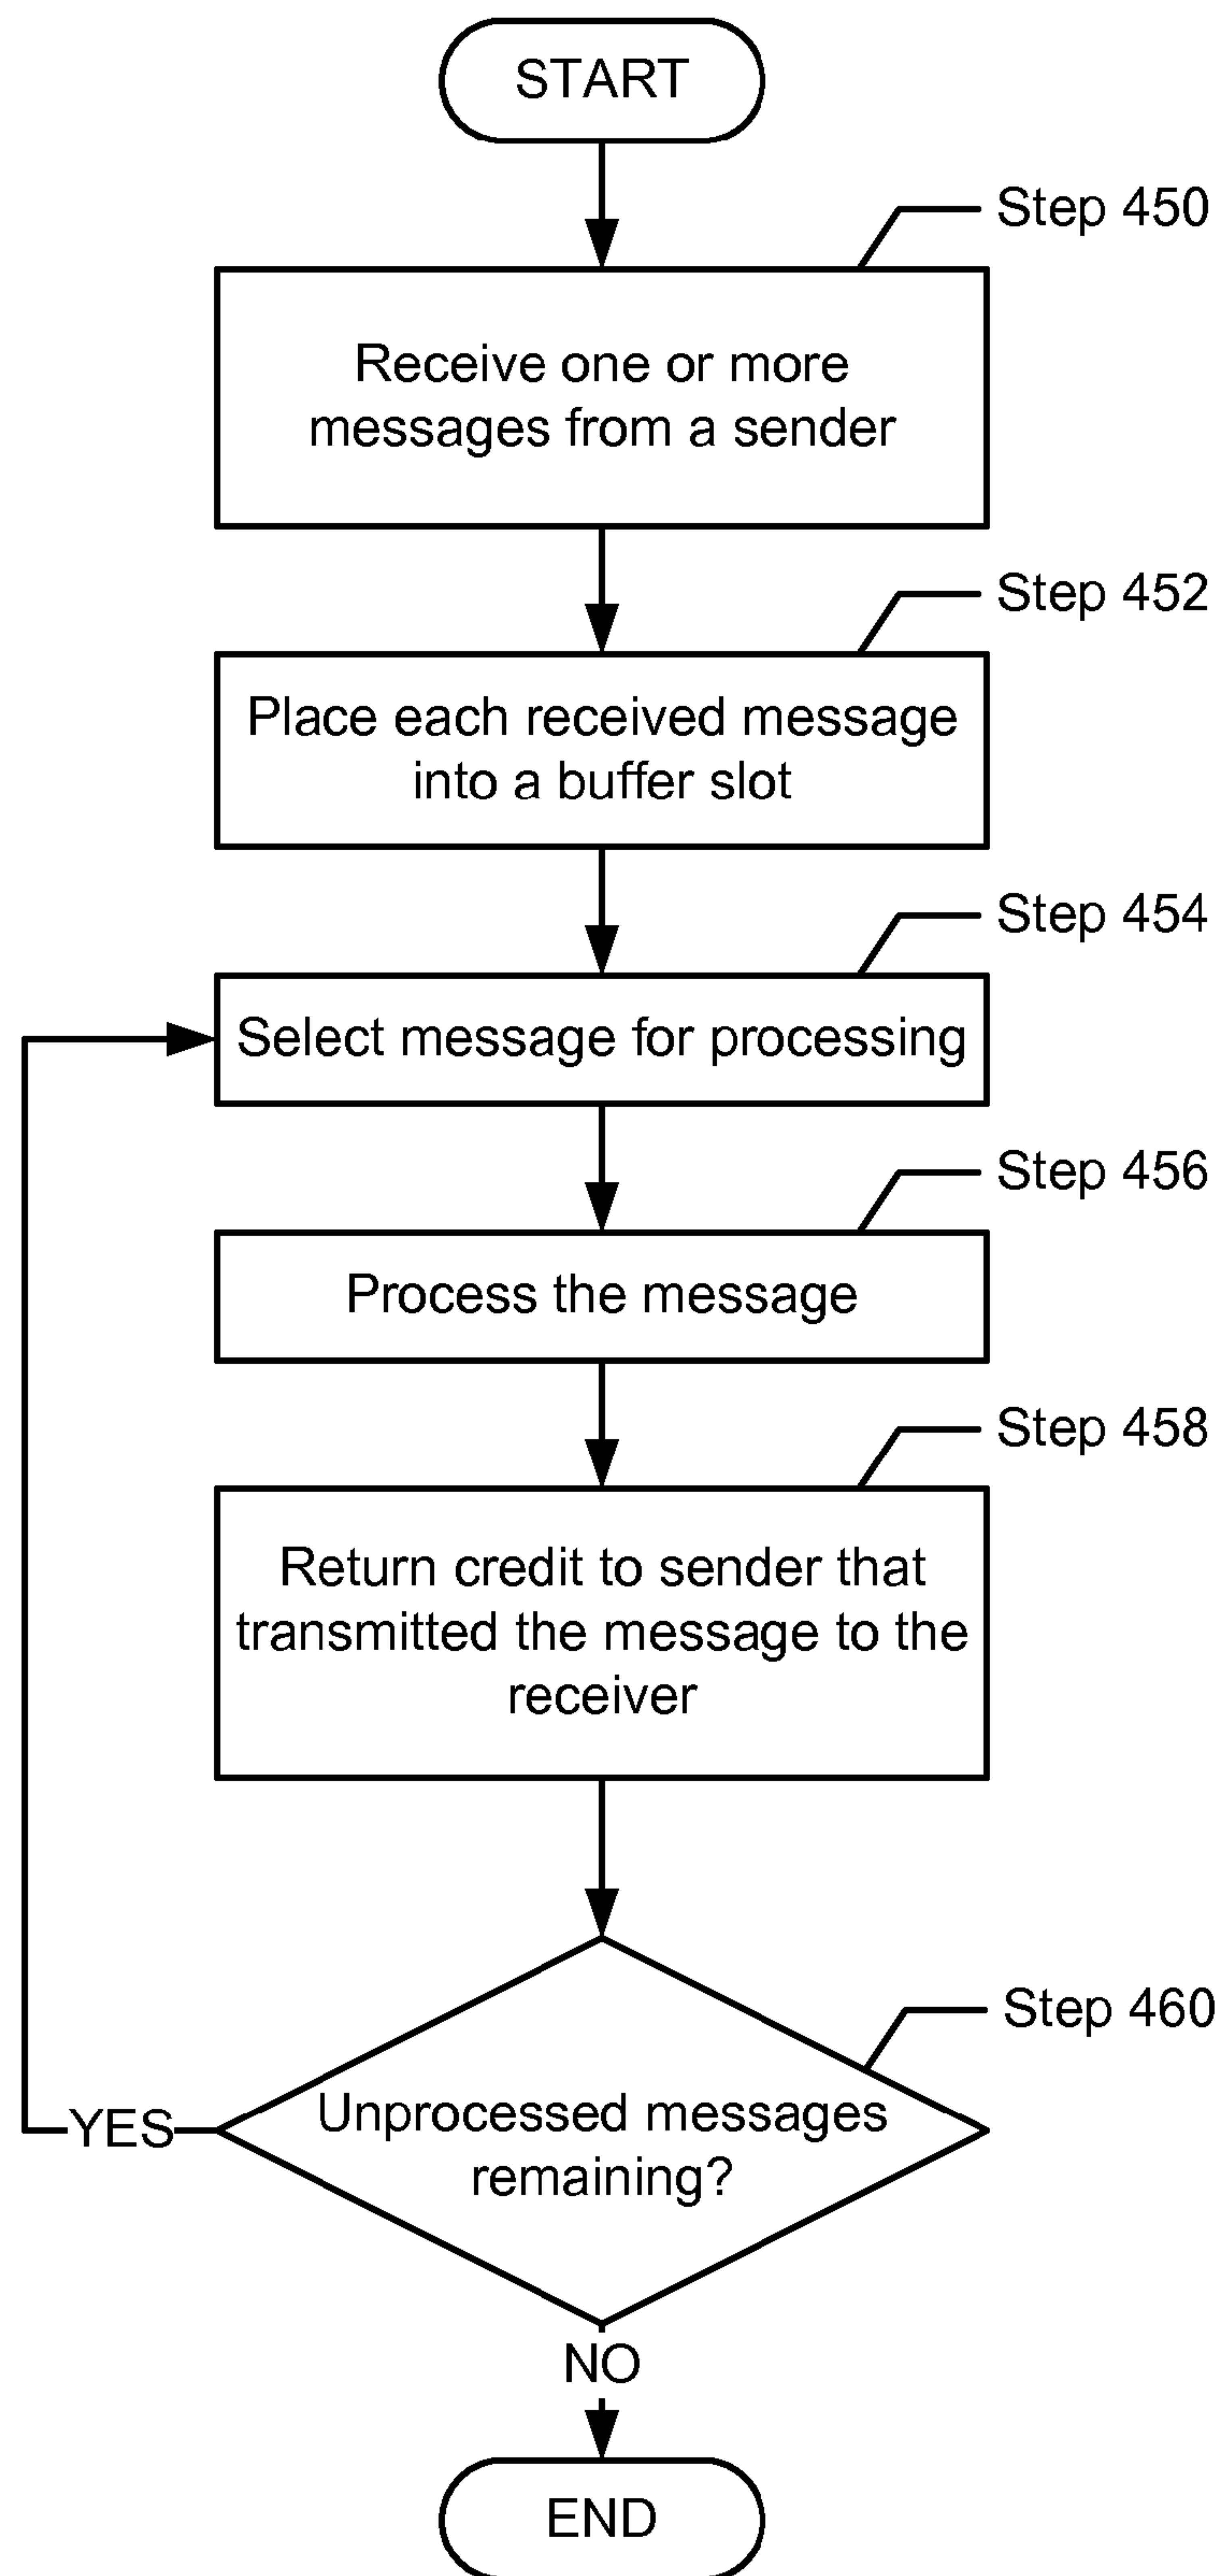 START
Step 450
Receive one or more
messages from a sender
Step 452
Place each received message
into a buffer slot
Step 454
Select message for processing
Step 456
Process the message
Step 458
Return credit to sender that
transmitted the message to the
receiver
Step 460
Unprocessed messages
remaining?
YES
NO
END